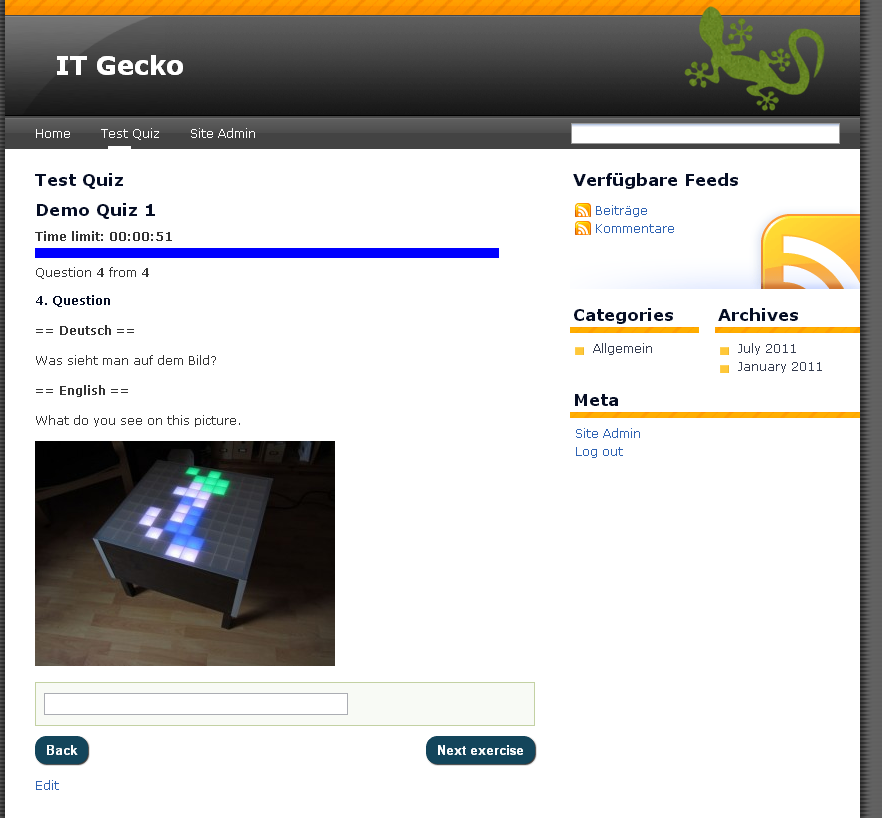 IT Gecko
Home Test Quiz Site Admin
Test Quiz
Demo Quiz 1
Time limit: 00:00:51
Question 4 from 4
4. Question
== Deutsch ==
Was sieht man auf dem Bild?
== English ==
What do you see on this picture.
Back Next exercise
Edit
Verfügbare Feeds
Beiträge
Kommentare
Categories
Allgemein
Archives
July 2011
January 2011
Meta
Site Admin
Log out